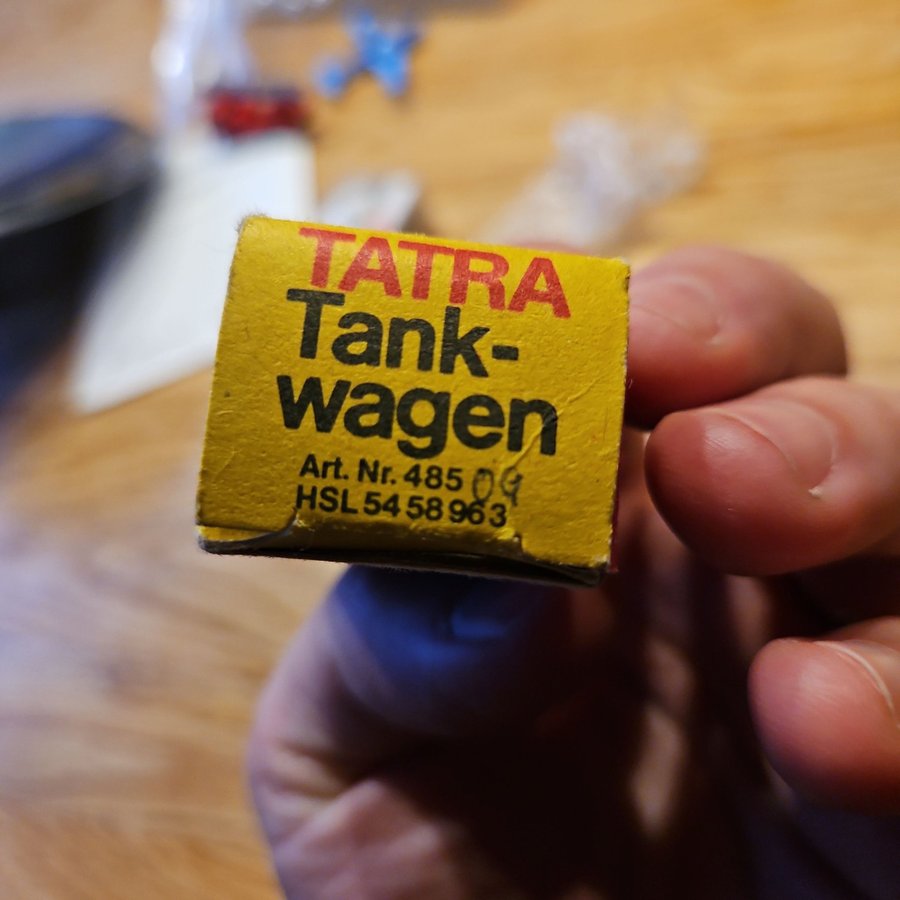 TATRA
Tank-
wagen
Art. Nr. 485 09
HSL 54 58 963